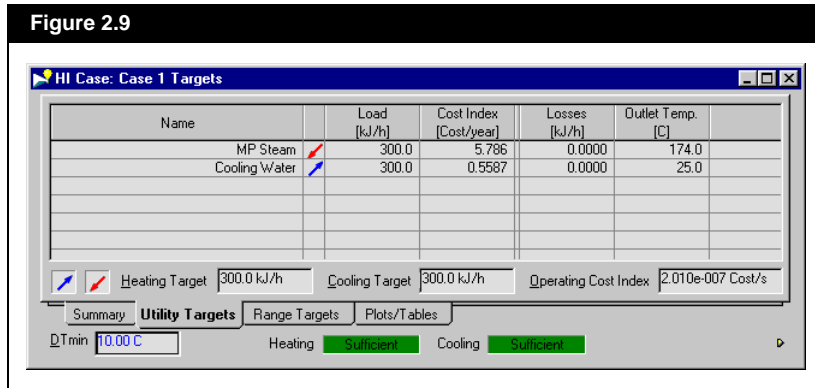 Figure 2.9
HI Case: Case 1 Targets
Name Load [kJ/h] Cost Index [Cost/year] Losses [kJ/h] Outlet Temp. [C]
MP Steam 300.0 5.786 0.0000 174.0
Cooling Water 300.0 0.5587 0.0000 25.0
Heating Target 300.0 kJ/h Cooling Target 300.0 kJ/h Operating Cost Index 2.010e-007 Cost/s
Summary Utility Targets Range Targets Plots/Tables
DTmin 10.00 C Heating Sufficient Cooling Sufficient